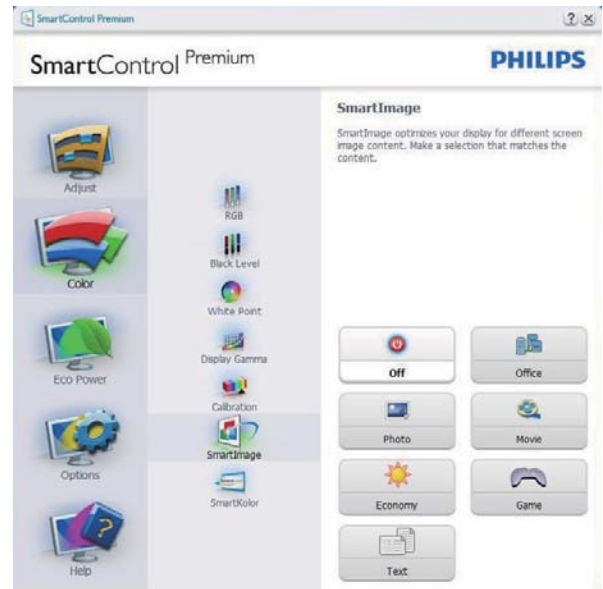 SmartControl Premium
? x
SmartControl Premium
PHILIPS
Adjust
Color
Eco Power
Options
Help
RGB
Black Level
White Point
Display Gamma
Calibration
SmartImage
SmartKolor
SmartImage
SmartImage optimizes your display for different screen
image content. Make a selection that matches the
content.
Off
Office
Photo
Movie
Economy
Game
Text